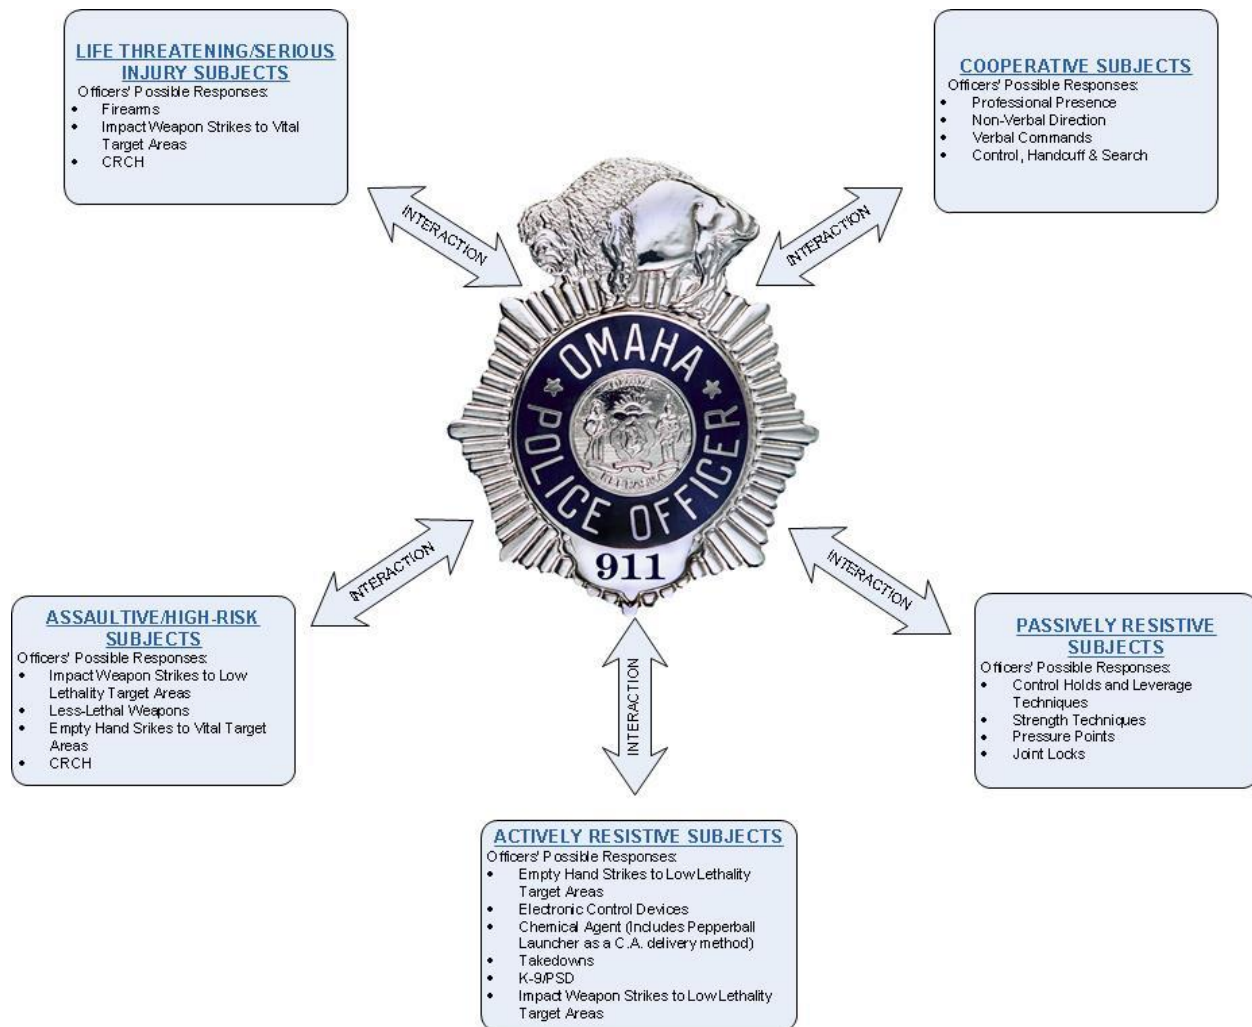 LIFE THREATENING/SERIOUS
INJURY SUBJECTS
Officers' Possible Responses:
• Firearms
• Impact Weapon Strikes to Vital
Target Areas
• CRCH
COOPERATIVE SUBJECTS
Officers' Possible Responses:
• Professional Presence
• Non-Verbal Direction
• Verbal Commands
• Control, Handcuff & Search
INTERACTION
INTERACTION
OMAHA
POLICE OFFICER
911
INTERACTION
INTERACTION
INTERACTION
ASSAULTIVE/HIGH-RISK
SUBJECTS
Officers' Possible Responses:
• Impact Weapon Strikes to Low
Lethality Target Areas
• Less-Lethal Weapons
• Empty Hand Srikes to Vital Target
Areas
• CRCH
PASSIVELY RESISTIVE
SUBJECTS
Officers' Possible Responses:
• Control Holds and Leverage
Techniques
• Strength Techniques
• Pressure Points
• Joint Locks
ACTIVELY RESISTIVE SUBJECTS
Officers' Possible Responses:
• Empty Hand Strikes to Low Lethality
Target Areas
• Electronic Control Devices
• Chemical Agent (Includes Pepperball
Launcher as a C.A. delivery method)
• Takedowns
• K-9/PSD
• Impact Weapon Strikes to Low Lethality
Target Areas